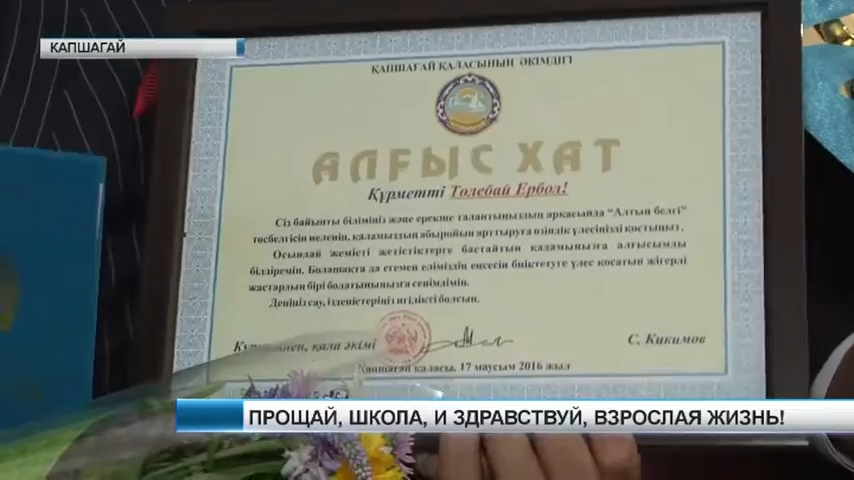 КАПШАГАЙ
ҚАПШАҒАЙ ҚАЛАСЫНЫҢ ӘКІМДІГІ
АЛҒЫС ХАТ
Құрметті Төлебай Ербол!
Сіз байыпты біліміңіз және ерекше талантыңыздың арқасында "Алтын белгі"
төсбелгісін иеленіп, қаламыздың абыройын арттыруға өзіндік үлесіңізді қостыңыз.
Осындай жемісті жетістіктерге бастайтын қадамыңызға алғысымды
білдіремін. Болашақта да егемен еліміздің еңсесін биіктетуге үлес қосатын жігерлі
жастардың бірі болатыныңызға сенімдімін.
Деніңіз сау, ізденістеріңіз игілікті болсын.
қала әкімі
С. Кикимов
Қапшағай қаласы, 17 маусым 2016 жыл
ПРОЩАЙ, ШКОЛА, И ЗДРАВСТВУЙ, ВЗРОСЛАЯ ЖИЗНЬ!